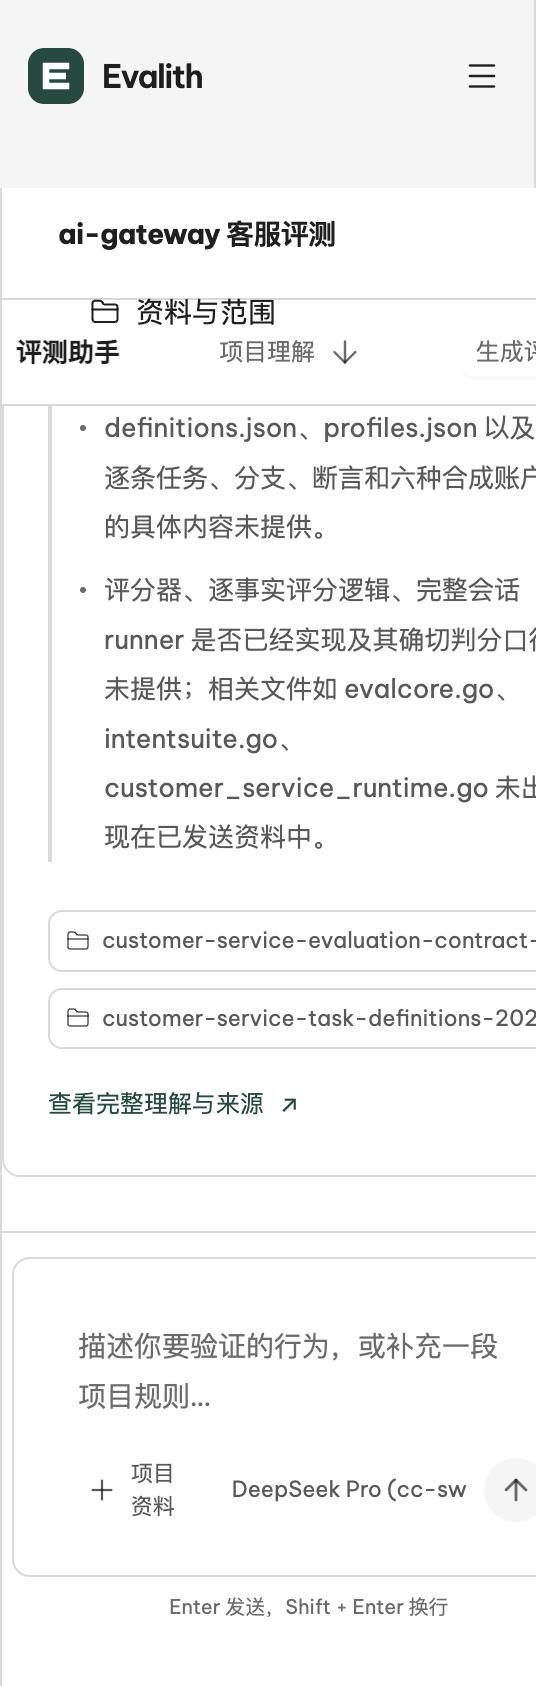 E Evalith
ai-gateway 客服评测
资料与范围
评测助手 项目理解 生成评
definitions.json、profiles.json 以及
逐条任务、分支、断言和六种合成账户
的具体内容未提供。
评分器、逐事实评分逻辑、完整会话
runner 是否已经实现及其确切判分口径
未提供；相关文件如 evalcore.go、
intentsuite.go、
customer_service_runtime.go 未出
现在已发送资料中。
customer-service-evaluation-contract-
customer-service-task-definitions-202
查看完整理解与来源
描述你要验证的行为，或补充一段
项目规则...
项目
资料
DeepSeek Pro (cc-sw
Enter 发送，Shift + Enter 换行